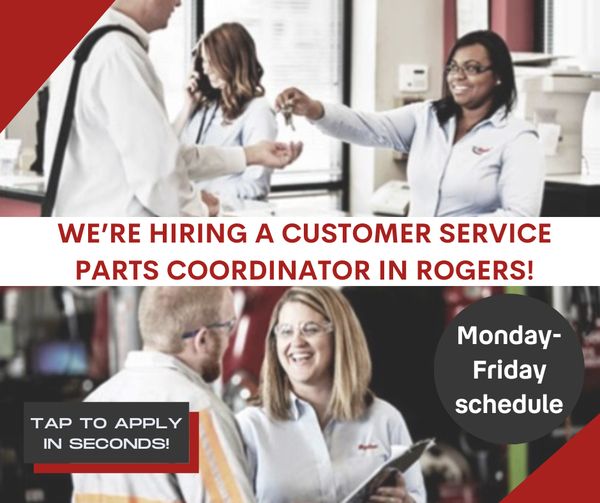 WE'RE HIRING A CUSTOMER SERVICE
PARTS COORDINATOR IN ROGERS!
Monday-
Friday
schedule
TAP TO APPLY
IN SECONDS!